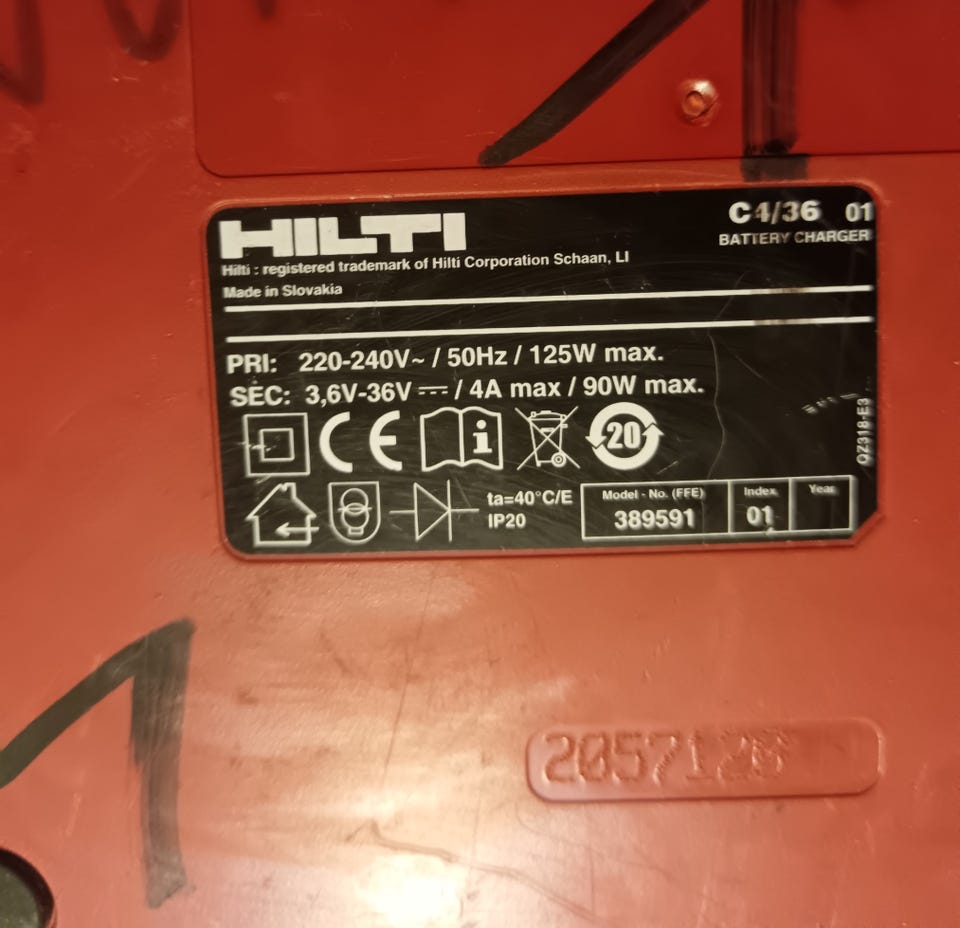 HILTI
C4/36 01
BATTERY CHARGER
Hilti : registered trademark of Hilti Corporation Schaan, LI
Made in Slovakia
PRI: 220-240V~ / 50Hz / 125W max.
SEC: 3,6V-36V ⎓ / 4A max / 90W max.
CE
i
20
QZ318-E3
ta=40°C/E
IP20
Model - No. (FFE)
389591
Index
01
Year
1